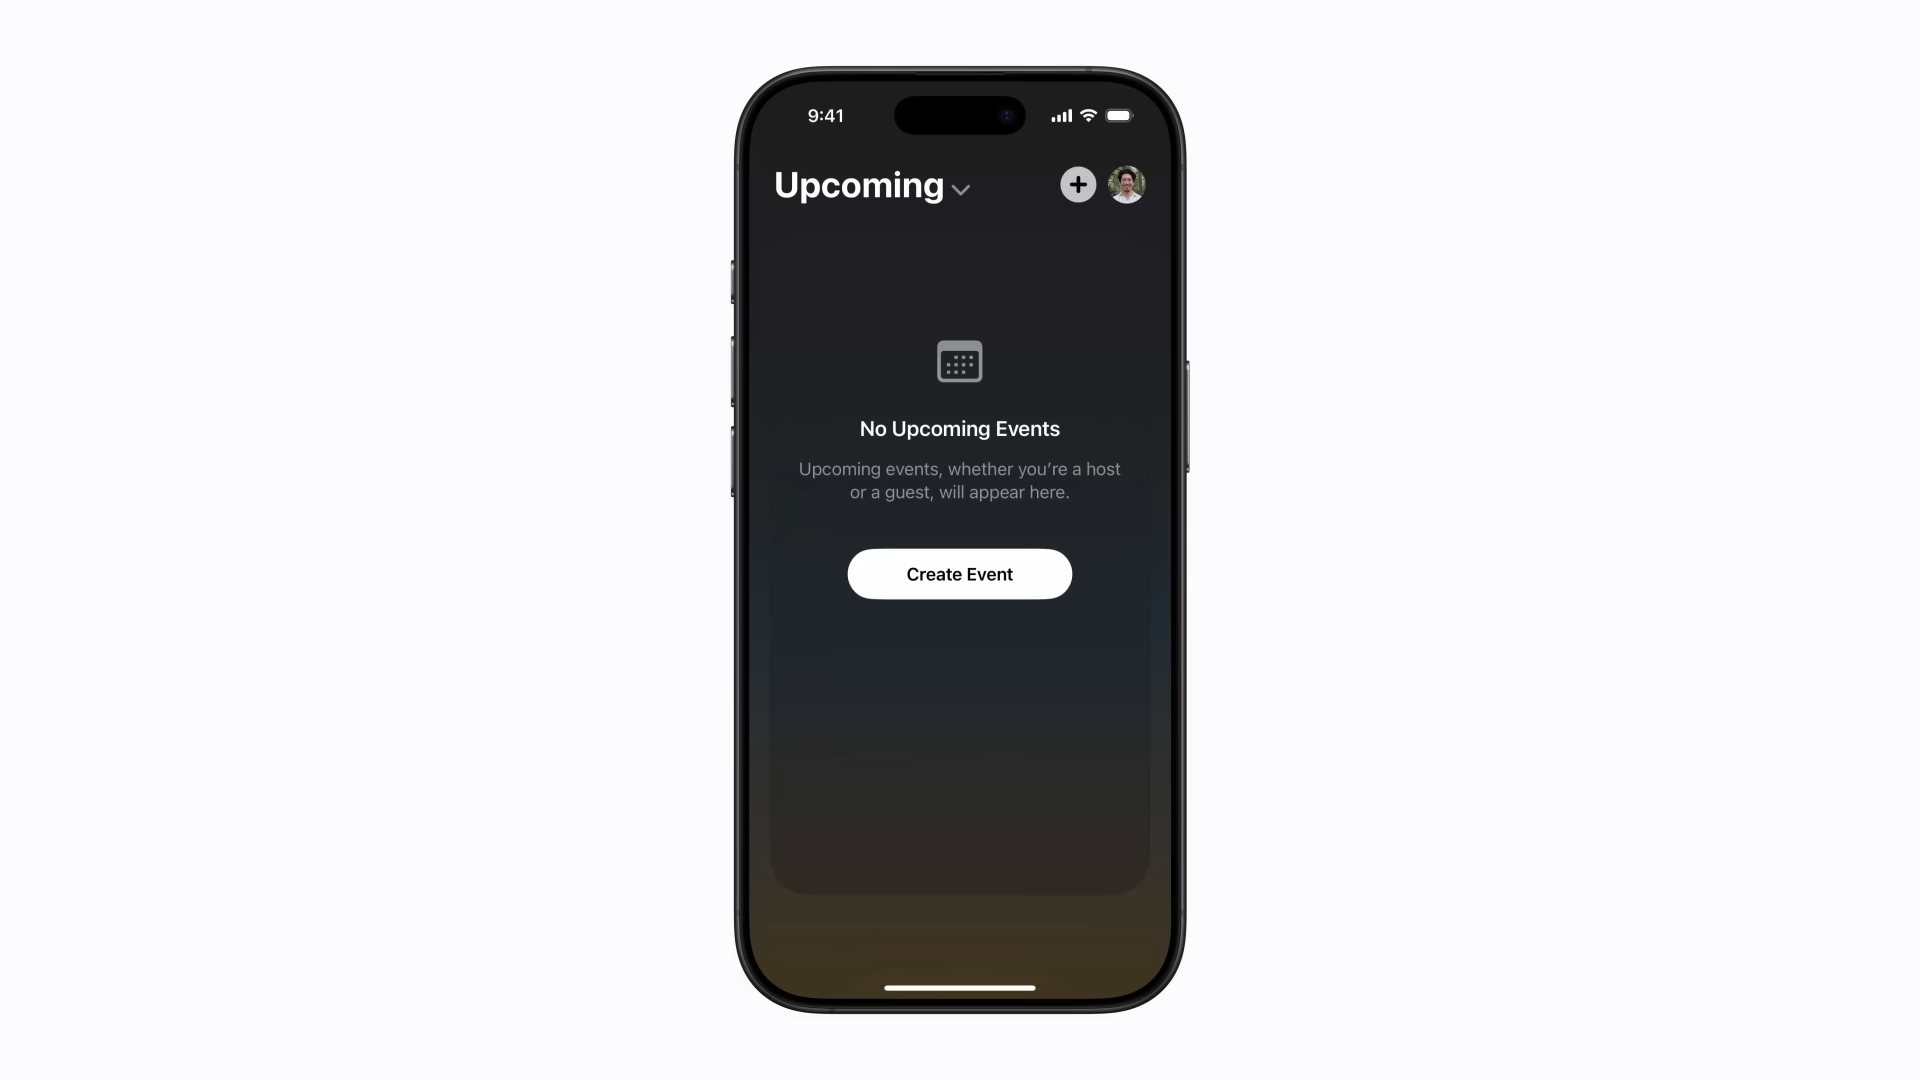 9:41
Upcoming
No Upcoming Events
Upcoming events, whether you’re a host
or a guest, will appear here.
Create Event